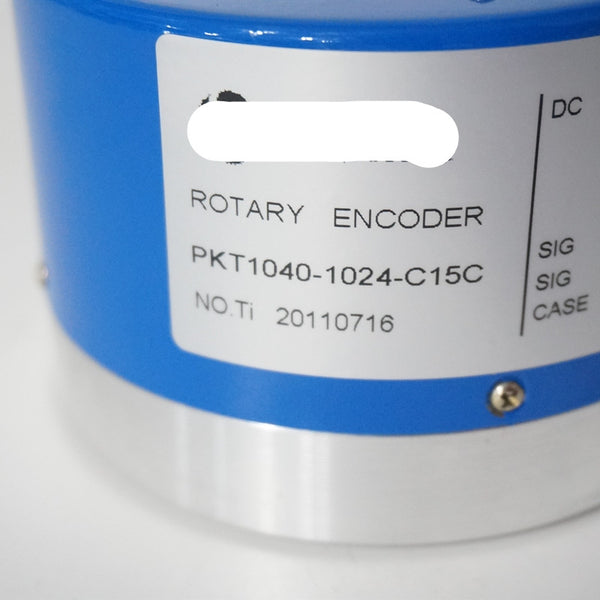 ROTARY ENCODER
PKT1040-1024-C15C
NO.Ti 20110716
DC
SIG
SIG
CASE